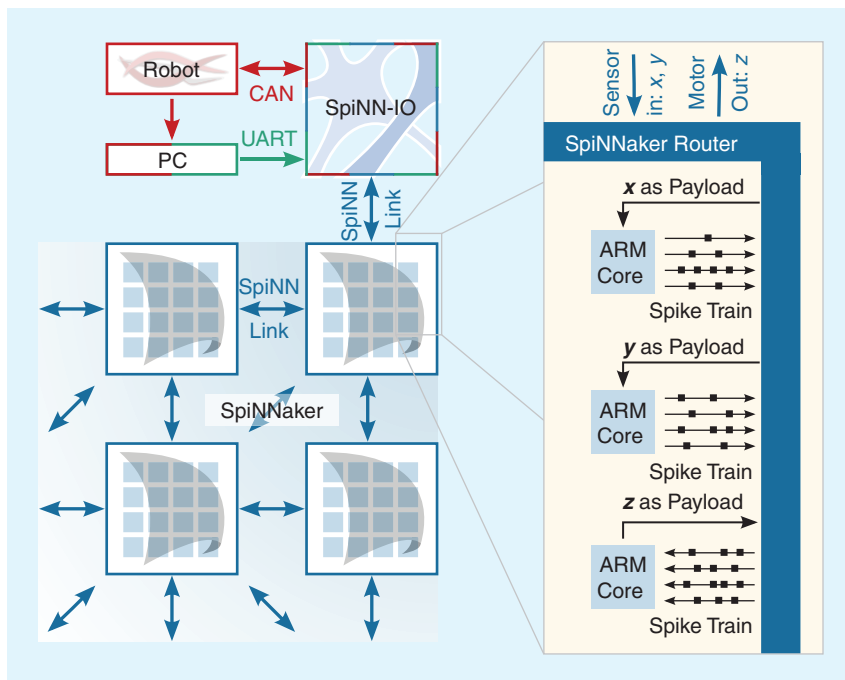 Robot
CAN
SpiNN-IO
PC
UART
SpiNN
Link
SpiNN
Link
SpiNNaker
Sensor
in: x, y
Motor
Out: z
SpiNNaker Router
x as Payload
ARM
Core
Spike Train
y as Payload
ARM
Core
Spike Train
z as Payload
ARM
Core
Spike Train